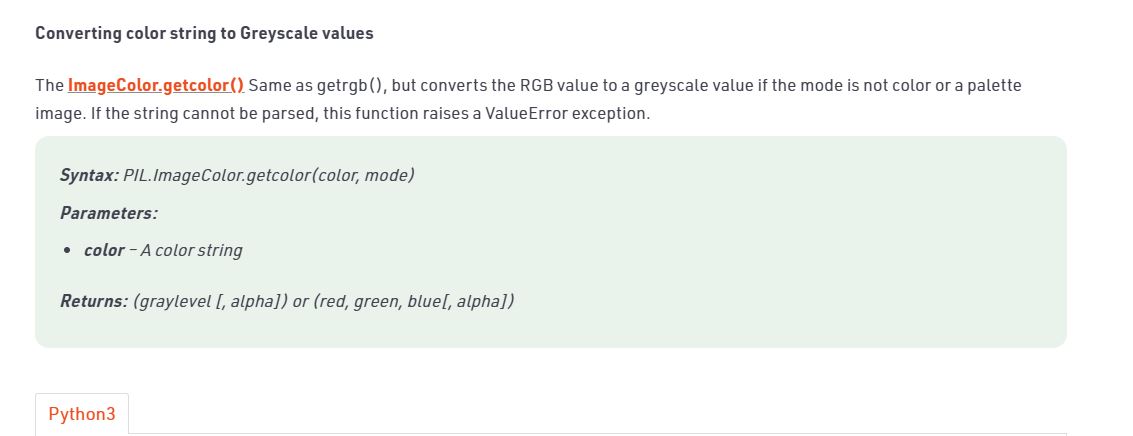 Converting color string to Greyscale values
The ImageColor.getcolor() Same as getrgb(), but converts the RGB value to a greyscale value if the mode is not color or a palette
image. If the string cannot be parsed, this function raises a ValueError exception.
Syntax: PIL.ImageColor.getcolor(color, mode)
Parameters:
• color – A color string
Returns: (graylevel [, alpha]) or (red, green, blue[, alpha])
Python3